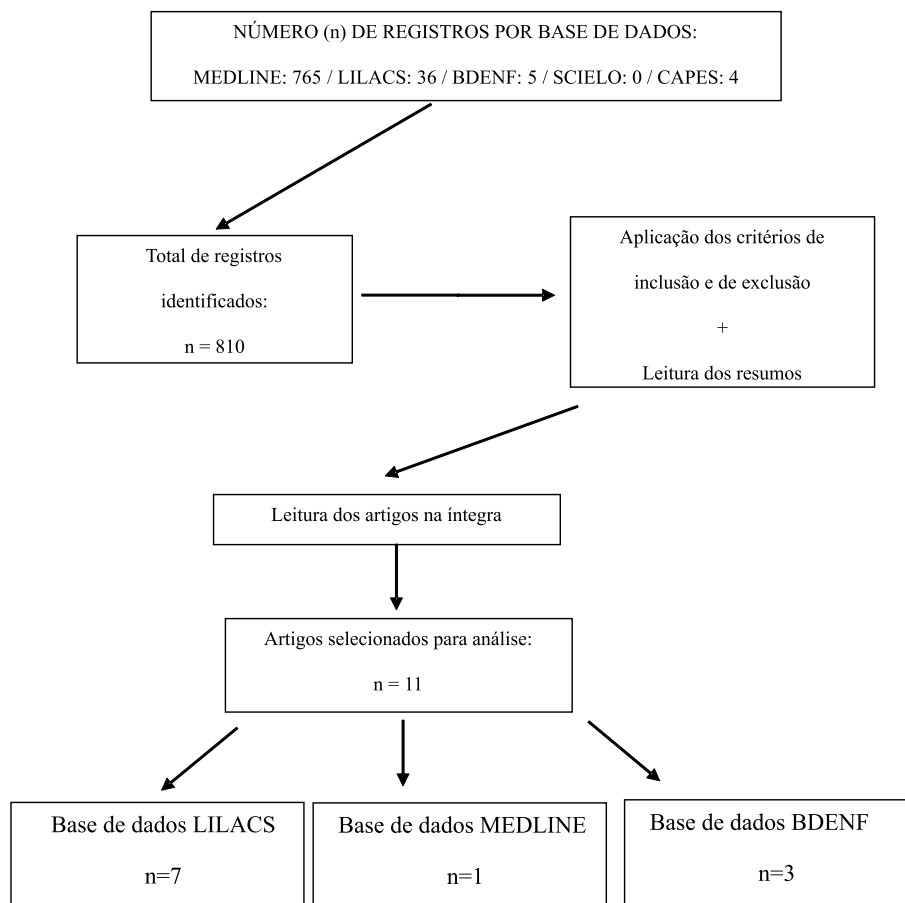 NÚMERO (n) DE REGISTROS POR BASE DE DADOS:
MEDLINE: 765 / LILACS: 36 / BDENF: 5 / SCIELO: 0 / CAPES: 4
Total de registros
identificados:
n = 810
Aplicação dos critérios de
inclusão e de exclusão
+
Leitura dos resumos
Leitura dos artigos na íntegra
Artigos selecionados para análise:
n = 11
Base de dados LILACS
n=7
Base de dados MEDLINE
n=1
Base de dados BDENF
n=3